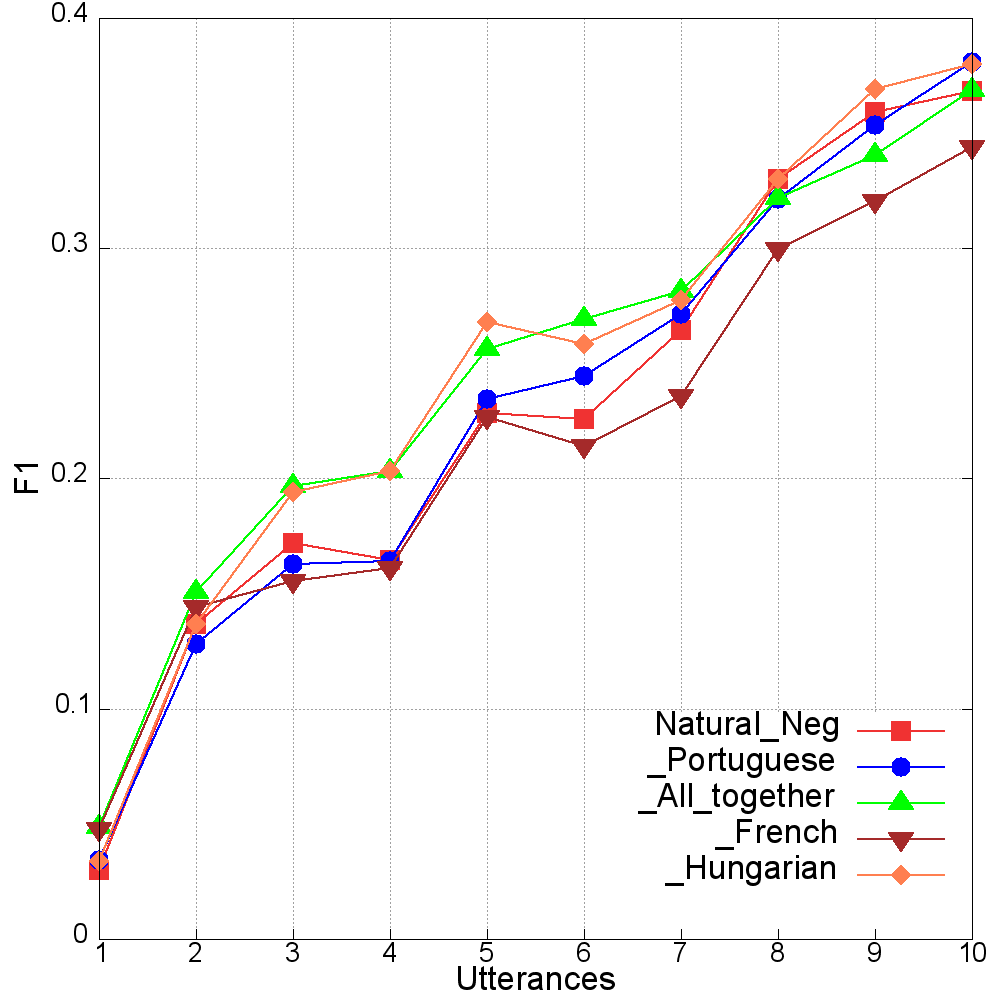 0.4
0.3
0.2
0.1
0
F1
Natural_Neg
_Portuguese
_All_together
_French
_Hungarian
1 2 3 4 5 6 7 8 9 10
Utterances